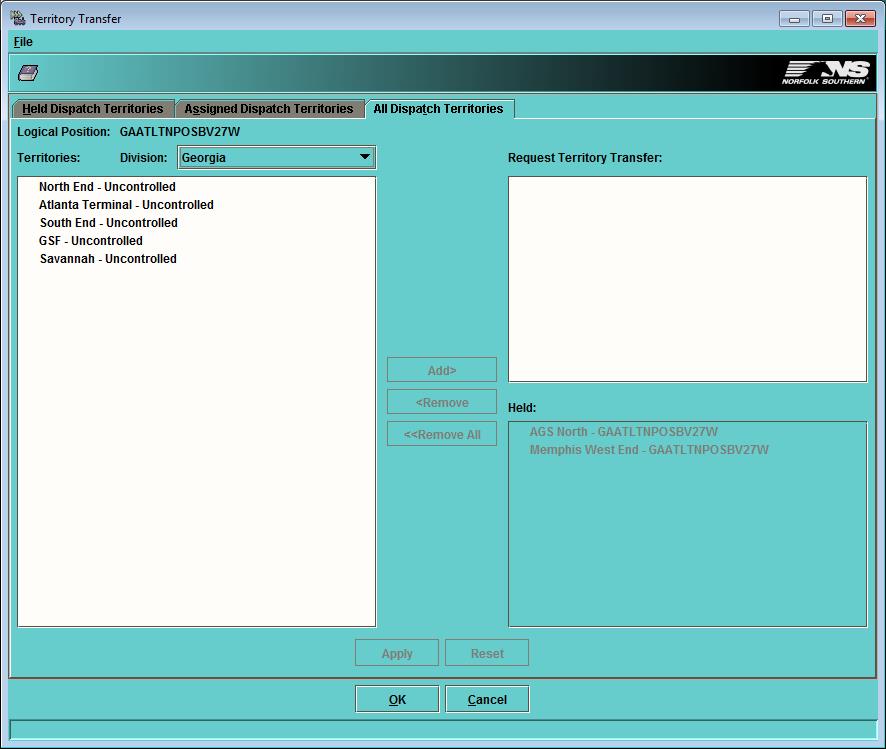 Territory Transfer
File
NS
NORFOLK SOUTHERN
Held Dispatch Territories
Assigned Dispatch Territories
All Dispatch Territories
Logical Position: GAATLTNPOSBV27W
Territories: Division: Georgia
Request Territory Transfer:
North End - Uncontrolled
Atlanta Terminal - Uncontrolled
South End - Uncontrolled
GSF - Uncontrolled
Savannah - Uncontrolled
Add>
<Remove
<<Remove All
Held:
AGS North - GAATLTNPOSBV27W
Memphis West End - GAATLTNPOSBV27W
Apply
Reset
OK
Cancel